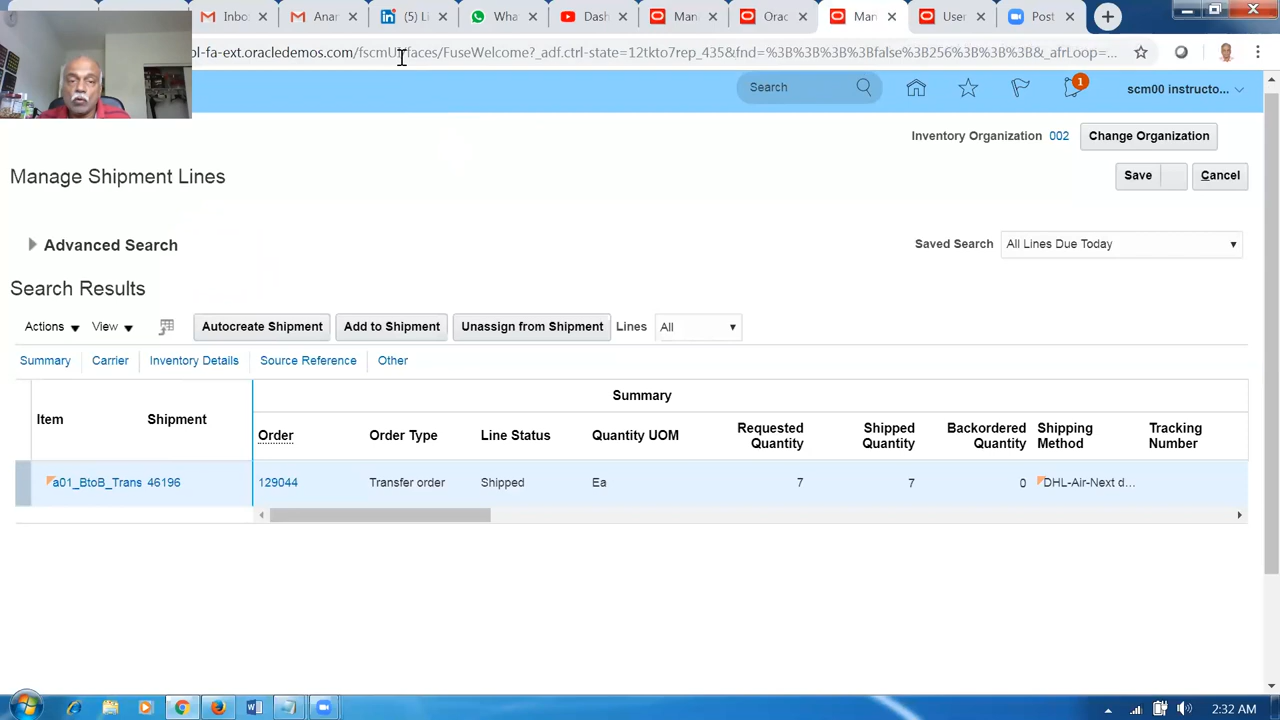 Inbo
Anar
(5) Li
Wha
Dash
Man
Orac
Man
User
Post
ol-fa-ext.oracledemos.com/fscmUI/faces/FuseWelcome?_adf.ctrl-state=12tkto7rep_435&fnd=%3B%3B%3B%3Bfalse%3B256%3B%3B%3B&_afrLoop=...
Search
1
scm00 instructo...
Inventory Organization 002 Change Organization
Manage Shipment Lines
Save Cancel
Advanced Search
Saved Search All Lines Due Today
Search Results
Actions View Autocreate Shipment Add to Shipment Unassign from Shipment Lines All
Summary Carrier Inventory Details Source Reference Other
Summary
Item Shipment Order Order Type Line Status Quantity UOM Requested Quantity Shipped Quantity Backordered Quantity Shipping Method Tracking Number
a01_BtoB_Trans 46196 129044 Transfer order Shipped Ea 7 7 0 DHL-Air-Next d...
2:32 AM